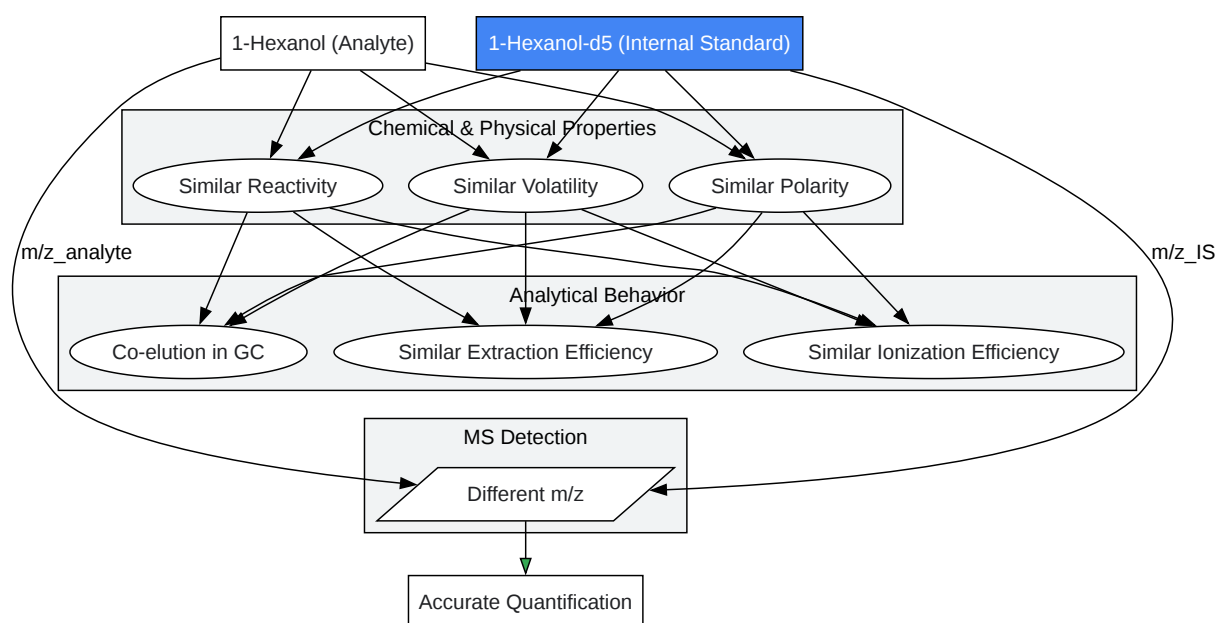 1-Hexanol (Analyte)
1-Hexanol-d5 (Internal Standard)
Chemical & Physical Properties
Similar Reactivity
Similar Volatility
Similar Polarity
m/z_analyte
m/z_IS
Analytical Behavior
Co-elution in GC
Similar Extraction Efficiency
Similar Ionization Efficiency
MS Detection
Different m/z
Accurate Quantification